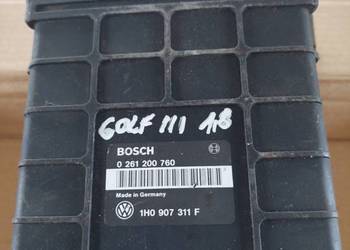 GOLF III 1.8
BOSCH
0 261 200 760
Made in Germany
1H0 907 311 F